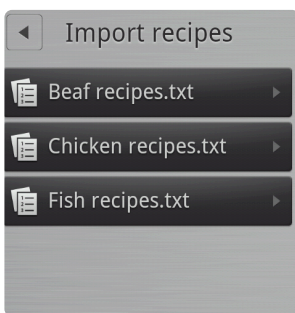 Import recipes
Beaf recipes.txt
Chicken recipes.txt
Fish recipes.txt